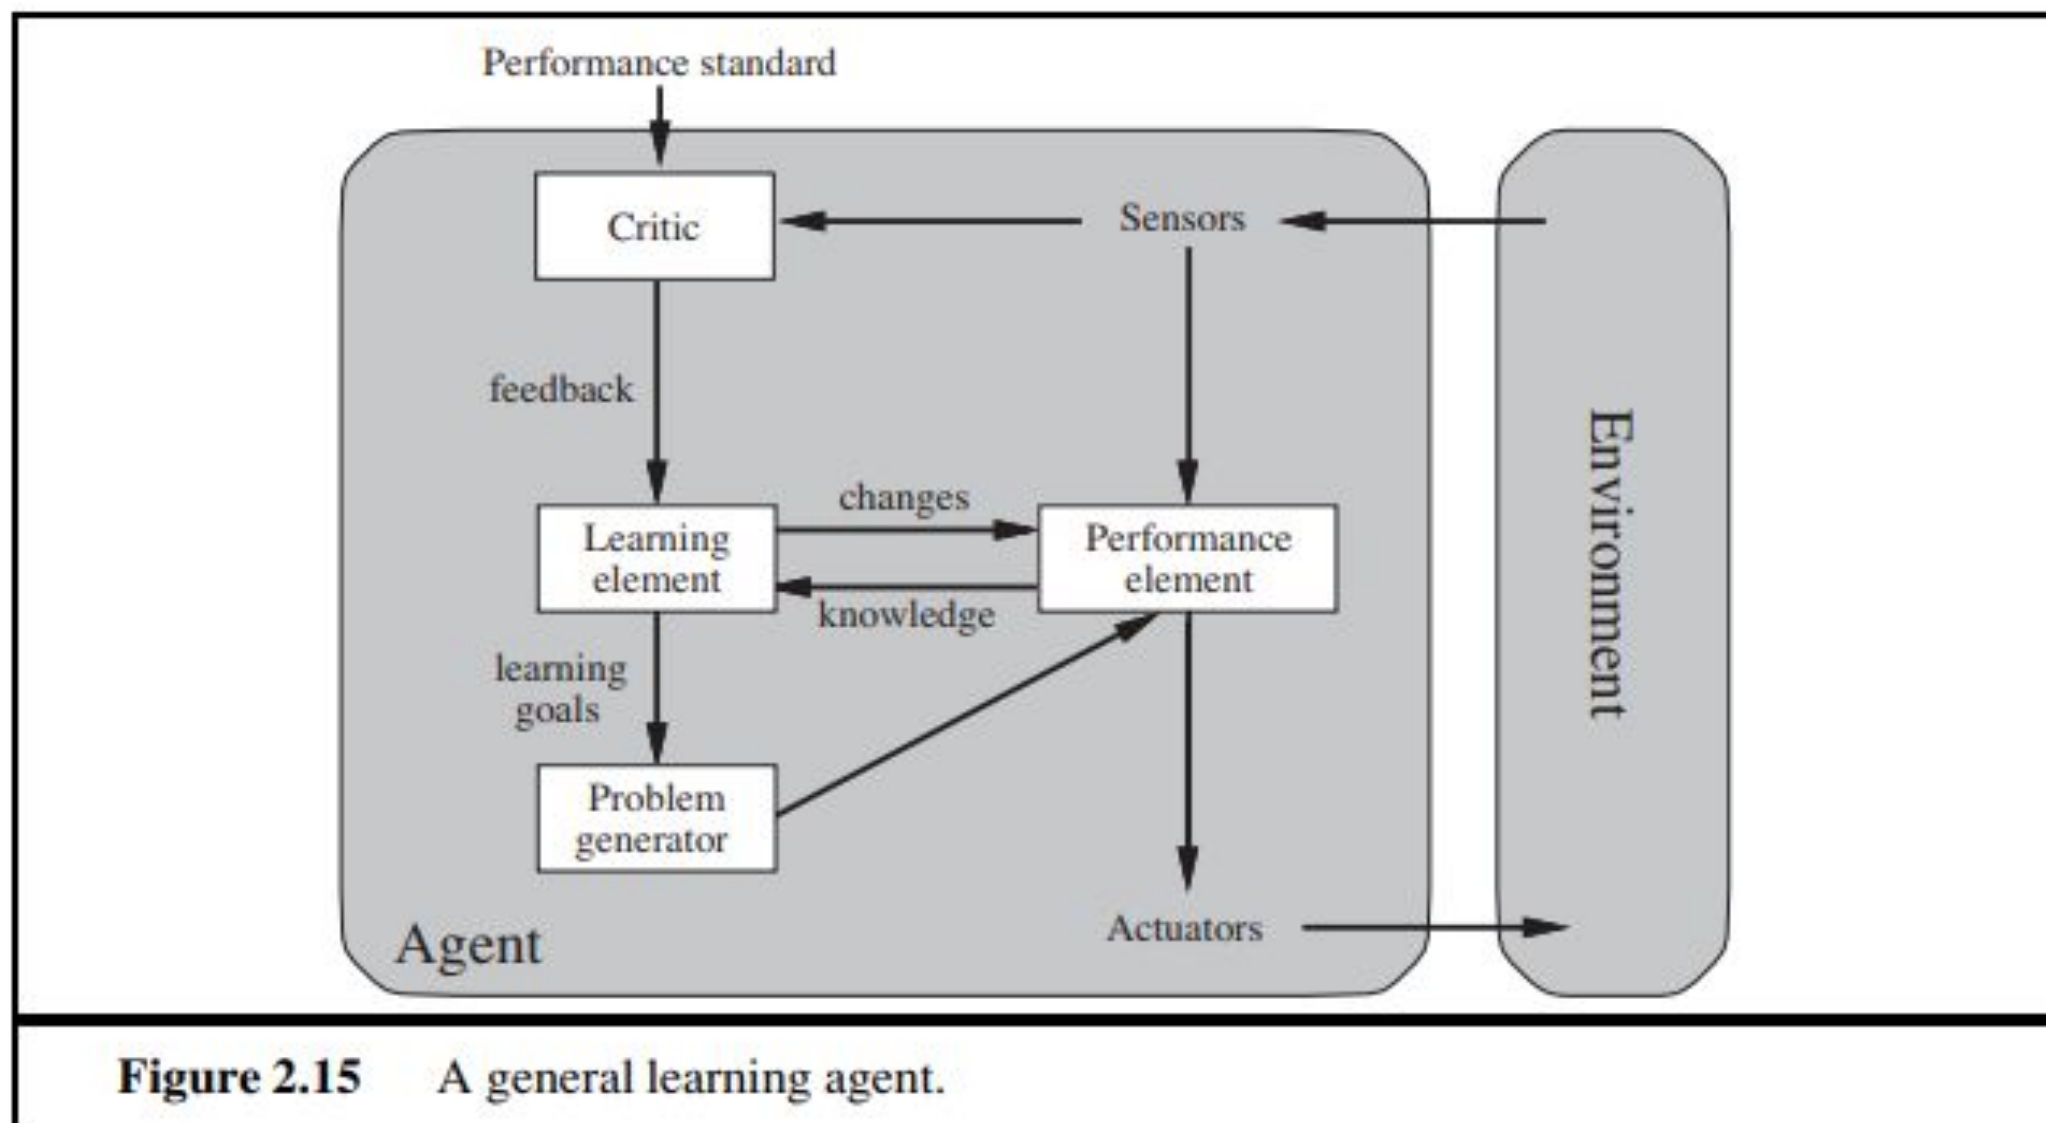 Performance standard
Critic
Sensors
feedback
changes
Learning
element
Performance
element
knowledge
learning
goals
Problem
generator
Environment
Agent
Actuators
Figure 2.15 A general learning agent.